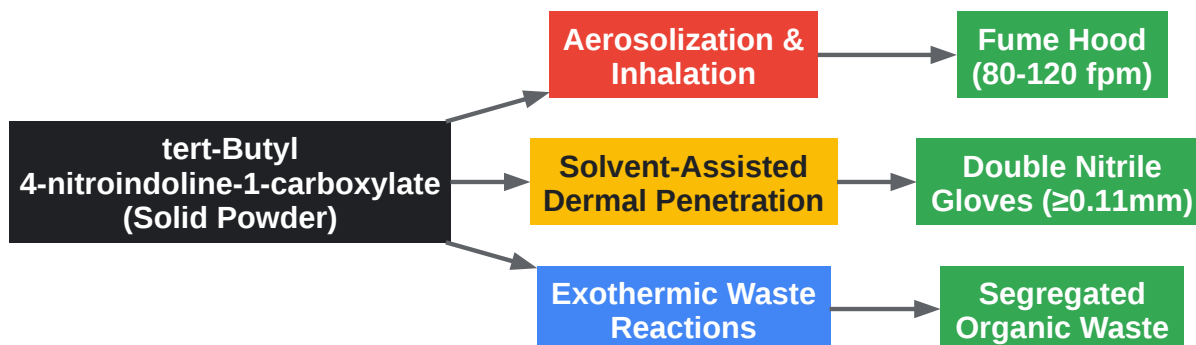 tert-Butyl
4-nitroindoline-1-carboxylate
(Solid Powder)
Aerosolization &
Inhalation
Fume Hood
(80-120 fpm)
Solvent-Assisted
Dermal Penetration
Double Nitrile
Gloves (≥0.11mm)
Exothermic Waste
Reactions
Segregated
Organic Waste